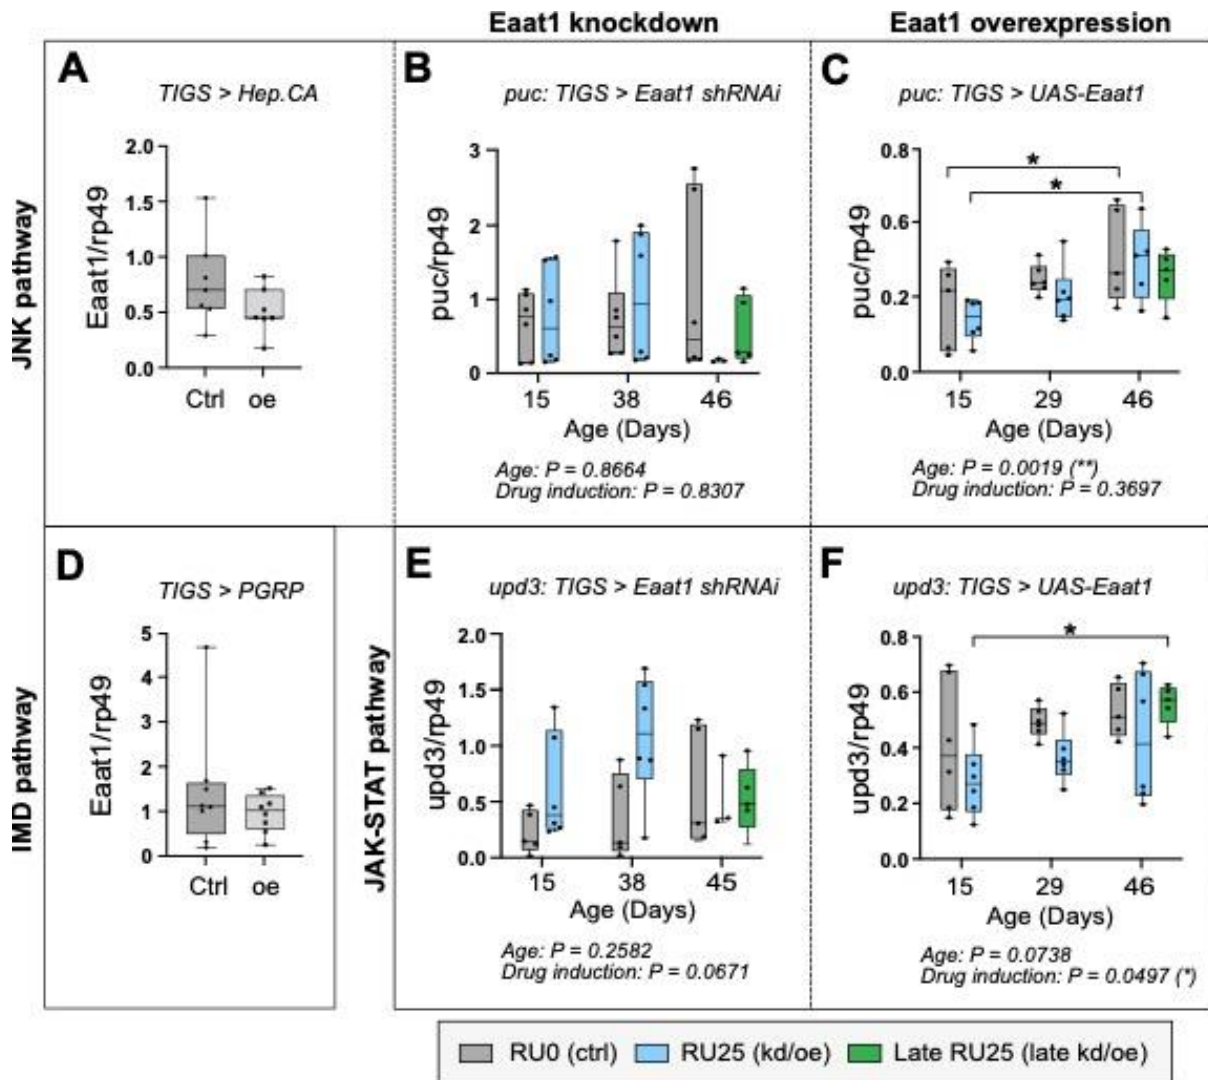 Eaat1 knockdown
Eaat1 overexpression
JNK pathway
A
TIGS > Hep.CA
Eaat1/rp49
2.0
1.5
1.0
0.5
0.0
Ctrl oe
B
puc: TIGS > Eaat1 shRNAi
puc/rp49
3
2
1
0
15 38 46
Age (Days)
Age: P = 0.8664
Drug induction: P = 0.8307
C
puc: TIGS > UAS-Eaat1
puc/rp49
0.8
0.6
0.2
0.0
*
*
15 29 46
Age (Days)
Age: P = 0.0019 (**)
Drug induction: P = 0.3697
IMD pathway
D
TIGS > PGRP
Eaat1/rp49
5
4
3
2
1
0
Ctrl oe
JAK-STAT pathway
E
upd3: TIGS > Eaat1 shRNAi
upd3/rp49
2.0
1.5
1.0
0.5
0.0
15 38 45
Age (Days)
Age: P = 0.2582
Drug induction: P = 0.0671
F
upd3: TIGS > UAS-Eaat1
upd3/rp49
0.8
0.6
0.4
0.2
0.0
*
15 29 46
Age (Days)
Age: P = 0.0738
Drug induction: P = 0.0497 (*)
RU0 (ctrl) RU25 (kd/oe) Late RU25 (late kd/oe)